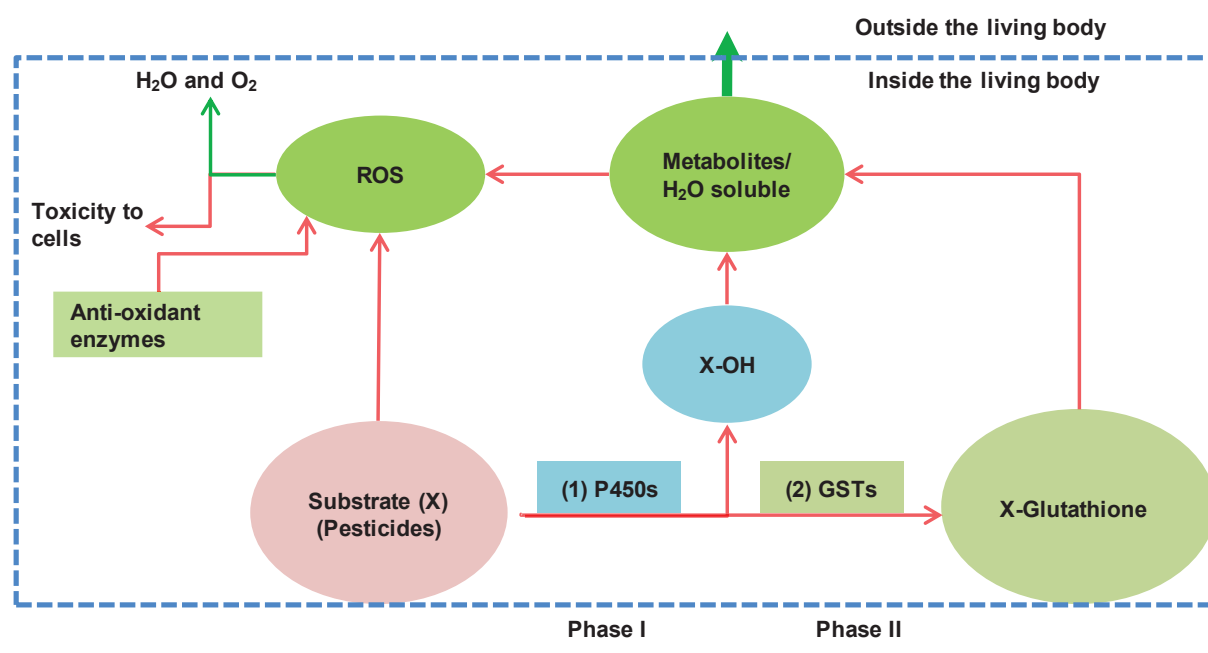 Outside the living body
H₂O and O₂
Inside the living body
ROS
Metabolites/
H₂O soluble
Toxicity to
cells
Anti-oxidant
enzymes
X-OH
Substrate (X)
(Pesticides)
(1) P450s
(2) GSTs
X-Glutathione
Phase I
Phase II